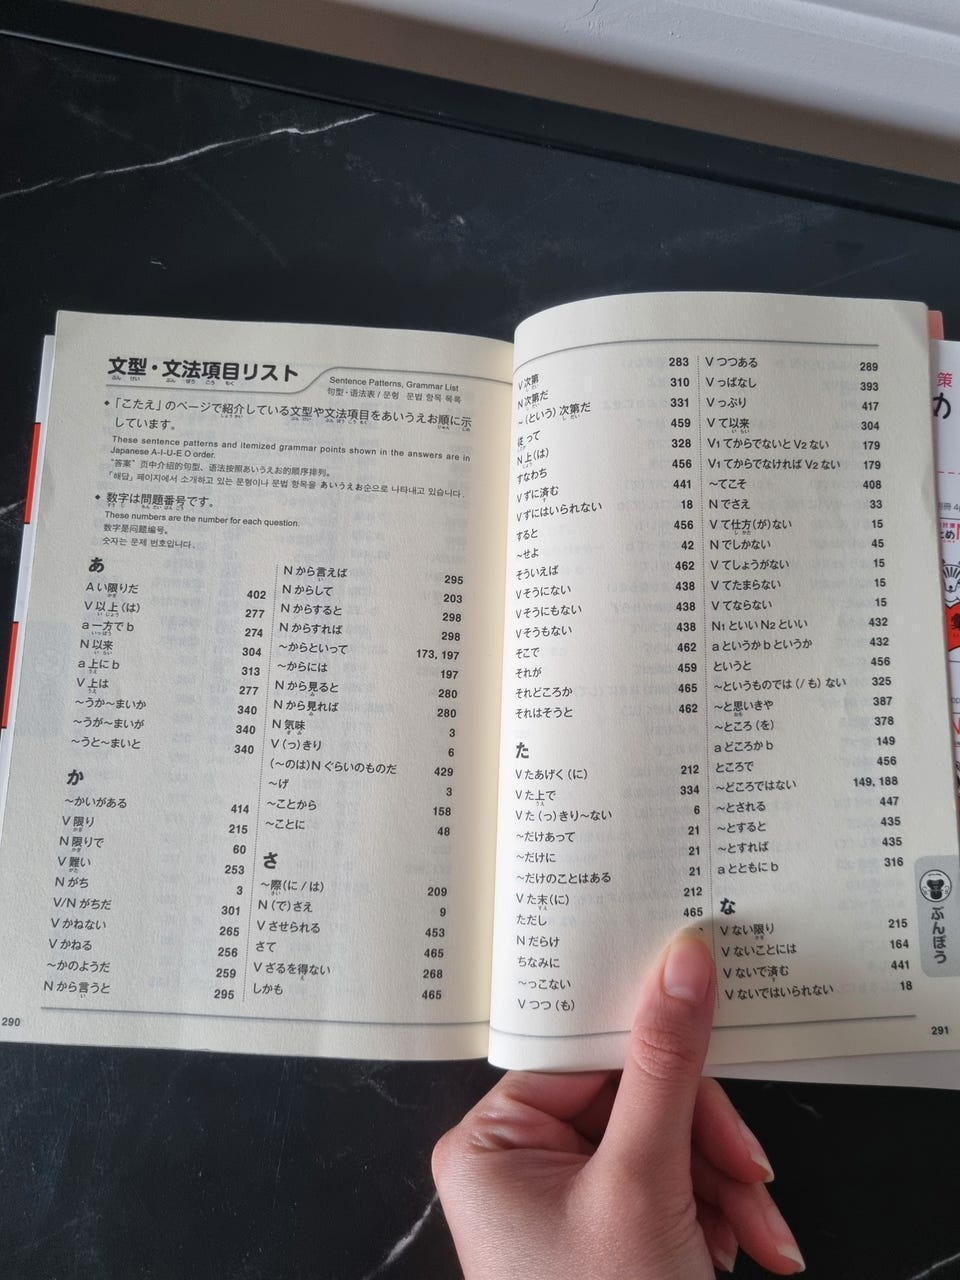 文型・文法項目リスト
ぶん けい ぶん ぽう こう もく
Sentence Patterns, Grammar List
句型・语法表 / 문형 문법 항목 목록
◆「こたえ」のページで紹介している文型や文法項目をあいうえお順に示
しています。
These sentence patterns and itemized grammar points shown in the answers are in
Japanese A-I-U-E O order.
"答案" 页中介绍的句型、语法按照あいうえお的顺序排列。
「해답」페이지에서 소개하고 있는 문형이나 문법 항목을 あいうえお순으로 나타내고 있습니다.
◆ 数字は問題番号です。
These numbers are the number for each question.
数字是问题编号。
숫자는 문제 번호입니다.
あ
Aい限りだ 402
V以上（は） 277
a一方でb 274
N以来 304
a上にb 313
V上は 277
～うか～まいか 340
～うが～まいが 340
～うと～まいと 340
か
～かいがある 414
V限り 215
N限りで 60
V難い 253
Nがち 3
V/Nがちだ 301
Vかねない 265
Vかねる 256
～かのようだ 259
Nから言うと 295
Nから言えば 295
Nからして 203
Nからすると 298
Nからすれば 298
～からといって 173, 197
～からには 197
Nから見ると 280
Nから見れば 280
N気味 3
V（っ）きり 6
（～のは）Nぐらいのものだ 429
～げ 3
～ことから 158
～ことに 48
さ
～際（に / は） 209
N（で）さえ 9
Vさせられる 453
さて 465
Vざるを得ない 268
しかも 465
290
V次第 283
N次第だ 310
～（という）次第だ 331
従って 459
N上（は） 328
すなわち 456
Vずに済む 441
Vずにはいられない 18
すると 456
～せよ 42
そういえば 462
Vそうにない 438
Vそうにもない 438
Vそうもない 438
そこで 462
それが 459
それどころか 465
それはそうと 462
た
Vたあげく（に） 212
Vた上で 334
Vた（っ）きり～ない 6
～だけあって 21
～だけに 21
～だけのことはある 21
Vた末（に） 212
ただし 465
Nだらけ
ちなみに
～っこない
Vつつ（も）
Vつつある 289
Vっぱなし 393
Vっぷり 417
Vて以来 304
V1てからでないとV2ない 179
V1てからでなければV2ない 179
～てこそ 408
Nでさえ 33
Vて仕方（が）ない 15
Nでしかない 45
Vてしょうがない 15
Vてたまらない 15
Vてならない 15
N1といいN2といい 432
aというかbというか 432
というと 456
～というものでは（/も）ない 325
～と思いきや 387
～ところ（を） 378
aどころかb 149
ところで 456
～どころではない 149, 188
～とされる 447
～とすると 435
～とすれば 435
aとともにb 316
な
Vない限り 215
Vないことには 164
Vないで済む 441
Vないではいられない 18
ぶんぽう
291
策